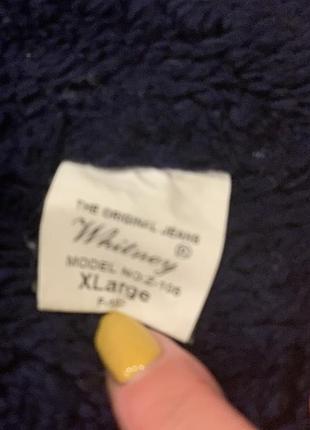 THE ORIGINAL JEANS
Whitney ©
MODEL NO:Z-106
XLarge